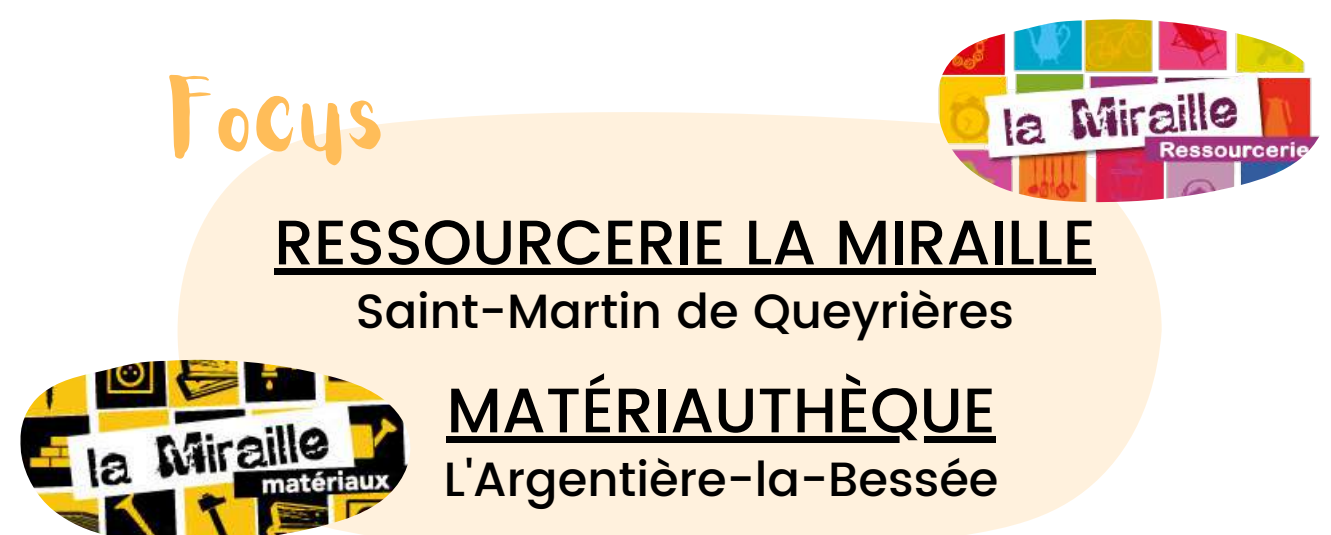 Focus
la Miraille
Ressourcerie
RESSOURCERIE LA MIRAILLE
Saint-Martin de Queyrières
MATÉRIAUTHÈQUE
L'Argentière-la-Bessée
la Miraille
matériaux